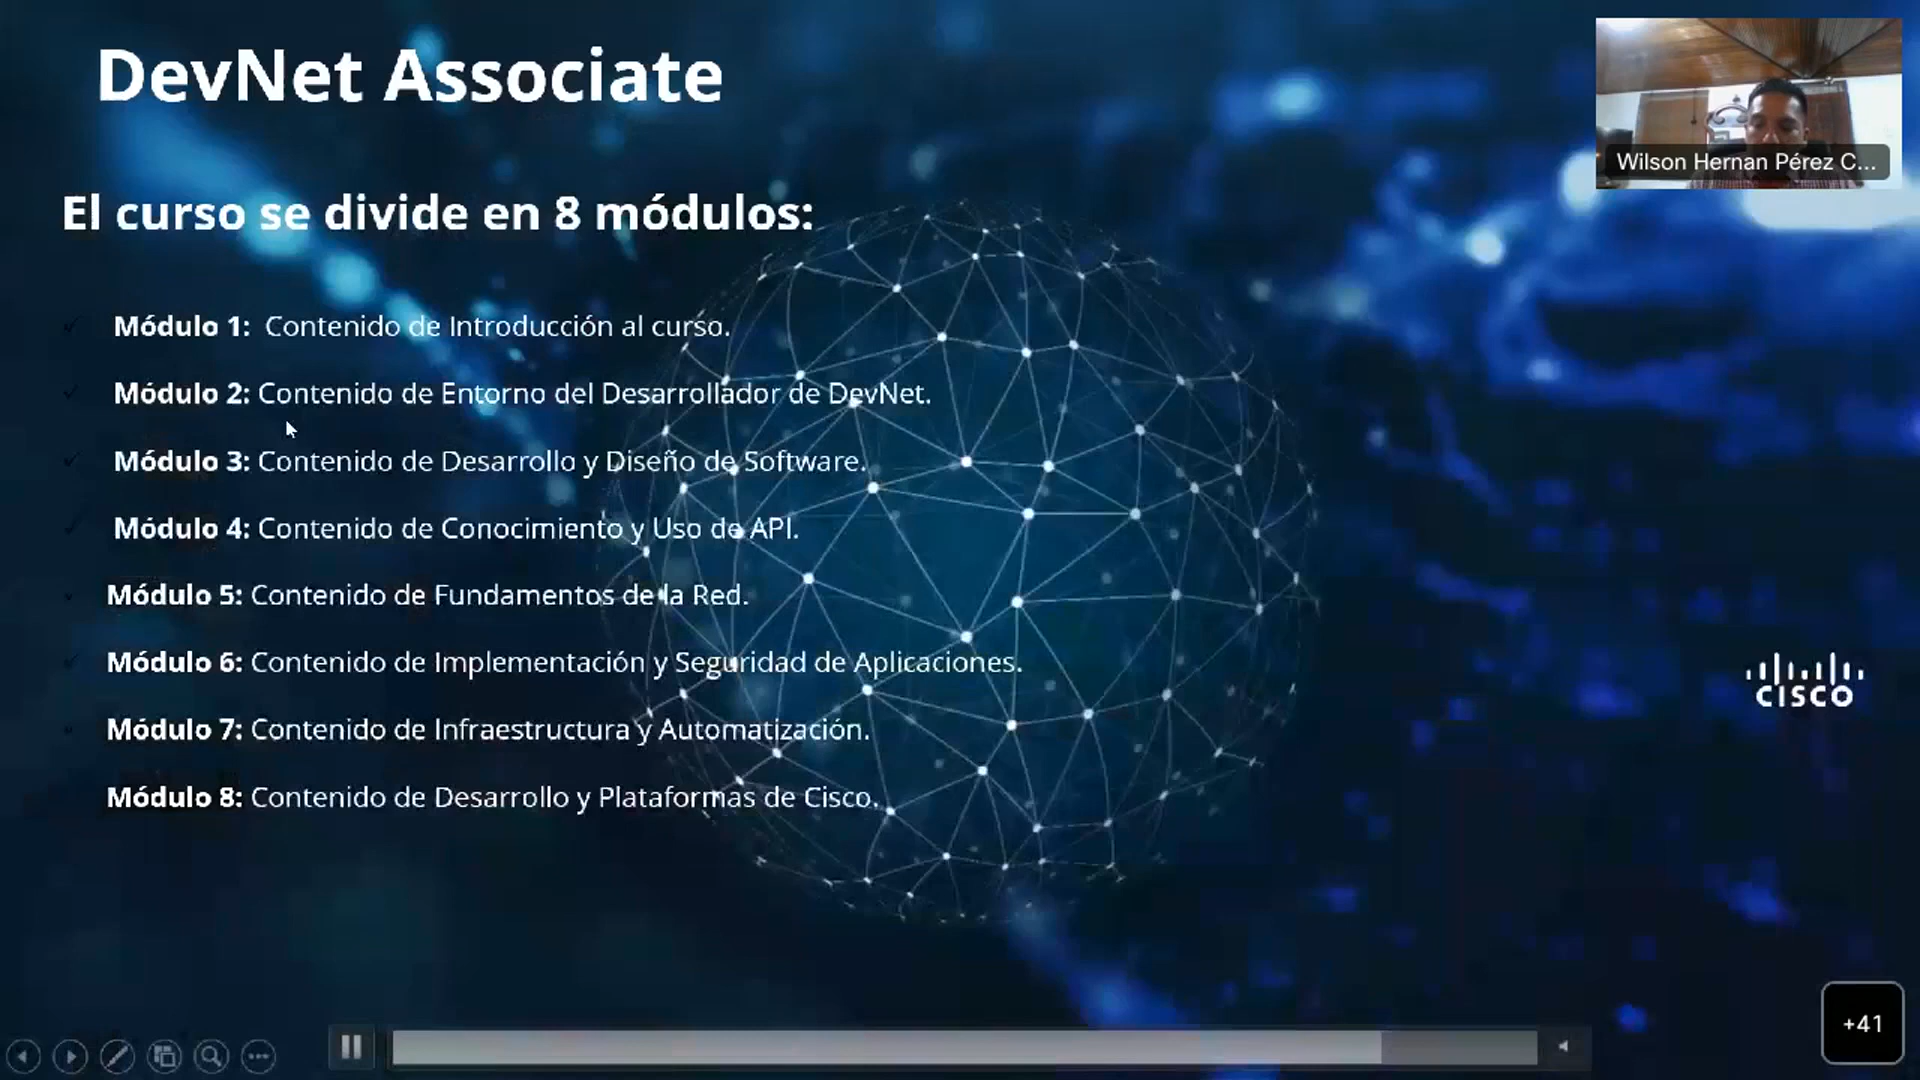 DevNet Associate
Wilson Hernan Pérez C...
El curso se divide en 8 módulos:
Módulo 1: Contenido de Introducción al curso.
Módulo 2: Contenido de Entorno del Desarrollador de DevNet.
Módulo 3: Contenido de Desarrollo y Diseño de Software.
Módulo 4: Contenido de Conocimiento y Uso de API.
Módulo 5: Contenido de Fundamentos de la Red.
Módulo 6: Contenido de Implementación y Seguridad de Aplicaciones.
Módulo 7: Contenido de Infraestructura y Automatización.
Módulo 8: Contenido de Desarrollo y Plataformas de Cisco.
CISCO
+41